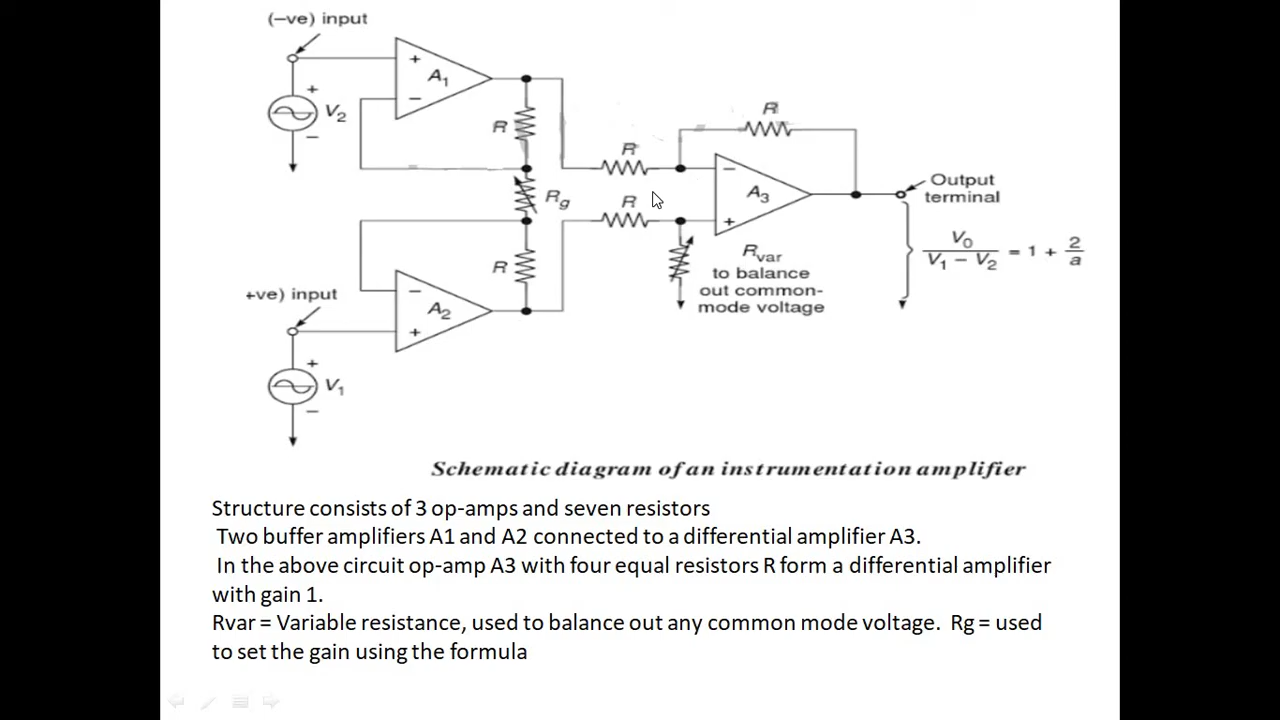 (−ve) input
+
A1
−
+
V2
−
R
R
R
Rg
R
R
−
A3
+
Output
terminal
V0
V1 − V2
= 1 +
2
a
Rvar
to balance
out common-
mode voltage
+ve) input
−
A2
+
+
V1
−
Schematic diagram of an instrumentation amplifier
Structure consists of 3 op-amps and seven resistors
Two buffer amplifiers A1 and A2 connected to a differential amplifier A3.
In the above circuit op-amp A3 with four equal resistors R form a differential amplifier
with gain 1.
Rvar = Variable resistance, used to balance out any common mode voltage.  Rg = used
to set the gain using the formula